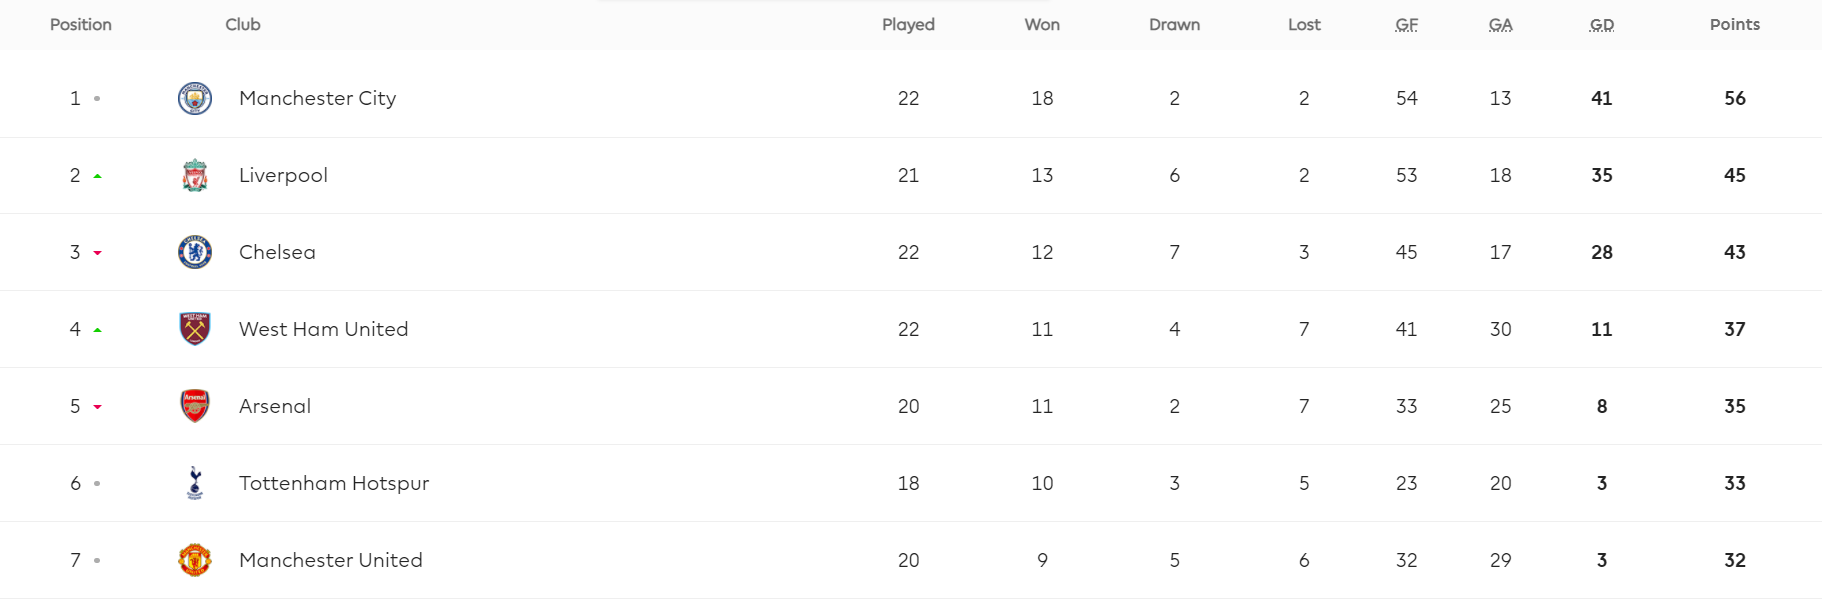 Position Club Played Won Drawn Lost GF GA GD Points
1 Manchester City 22 18 2 2 54 13 41 56
2 Liverpool 21 13 6 2 53 18 35 45
3 Chelsea 22 12 7 3 45 17 28 43
4 West Ham United 22 11 4 7 41 30 11 37
5 Arsenal 20 11 2 7 33 25 8 35
6 Tottenham Hotspur 18 10 3 5 23 20 3 33
7 Manchester United 20 9 5 6 32 29 3 32